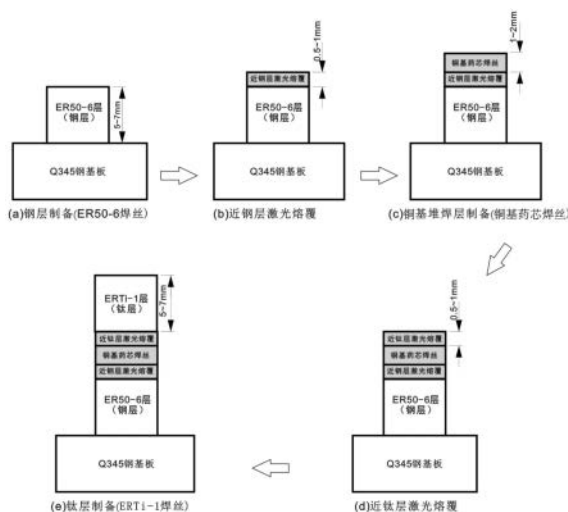 ER50-6层
(钢层)
5~7mm
Q345钢基板
(a)钢层制备(ER50-6焊丝)
0.5~1mm
近钢层激光熔覆
ER50-6层
(钢层)
Q345钢基板
(b)近钢层激光熔覆
1~2mm
铜基药芯焊丝
近钢层激光熔覆
ER50-6层
(钢层)
Q345钢基板
(c)铜基堆焊层制备(铜基药芯焊丝)
ERTi-1层
(钛层)
5~7mm
近钛层激光熔覆
铜基药芯焊丝
近钢层激光熔覆
ER50-6层
(钢层)
Q345钢基板
(e)钛层制备(ERTi-1焊丝)
0.5~1mm
近钛层激光熔覆
铜基药芯焊丝
近钢层激光熔覆
ER50-6层
(钢层)
Q345钢基板
(d)近钛层激光熔覆